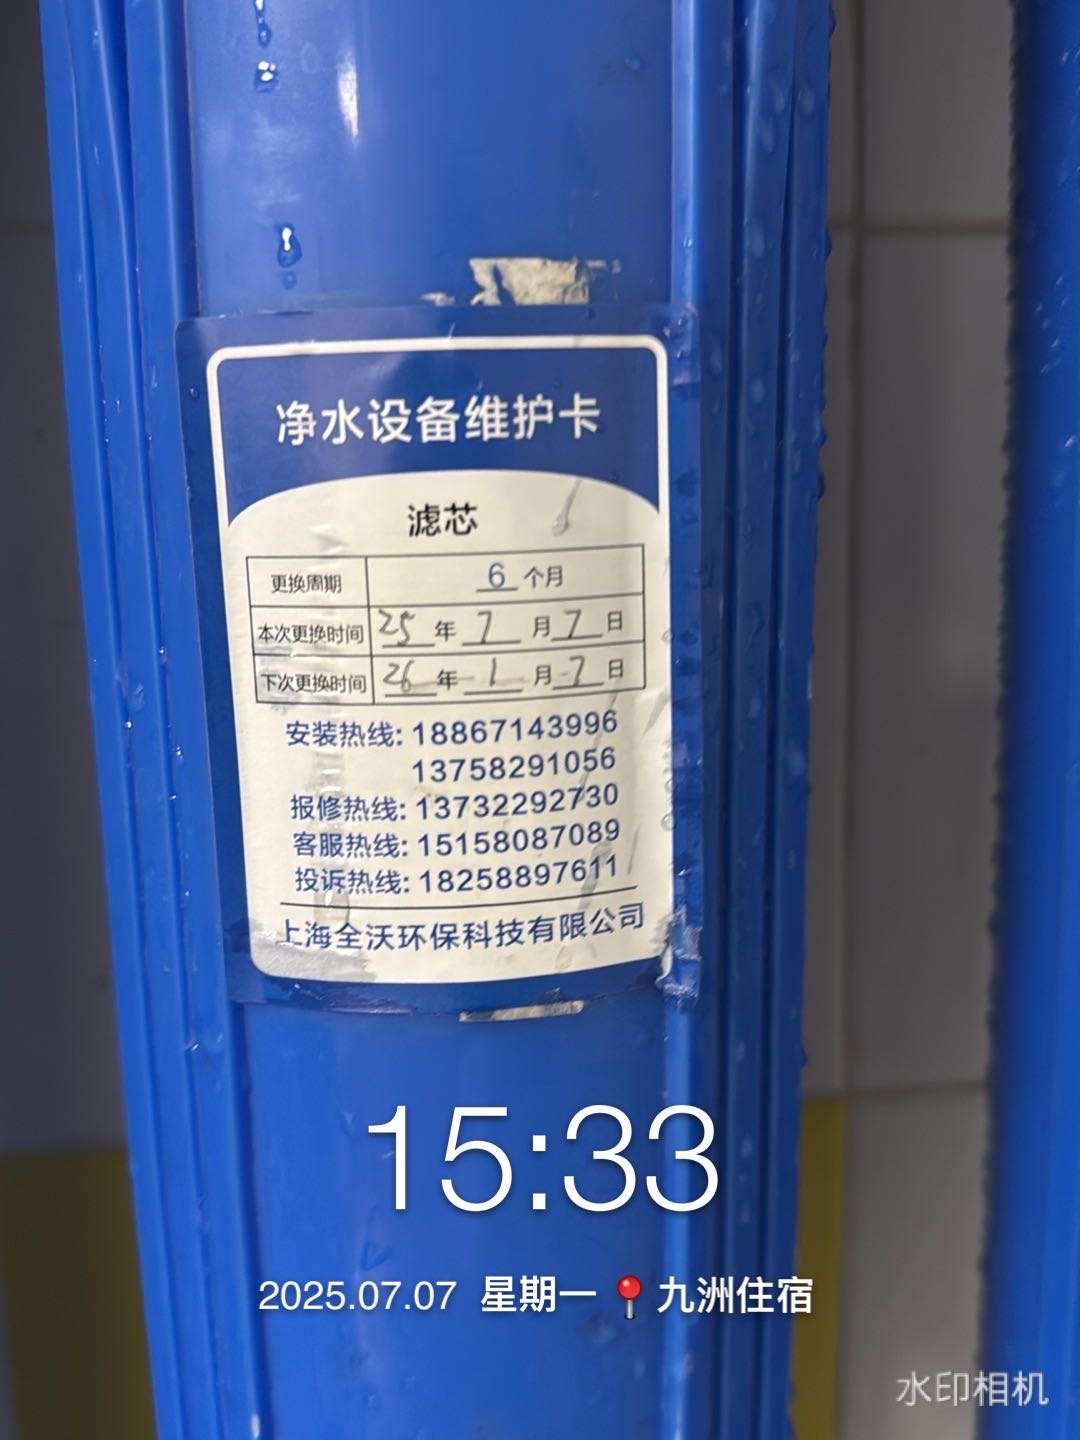 净水设备维护卡
滤芯
更换周期 6 个月
本次更换时间 25 年 7 月 7 日
下次更换时间 26 年 1 月 7 日
安装热线: 18867143996
13758291056
报修热线: 13732292730
客服热线: 15158087089
投诉热线: 18258897611
上海全沃环保科技有限公司
15:33
2025.07.07 星期一 📍 九洲住宿
水印相机